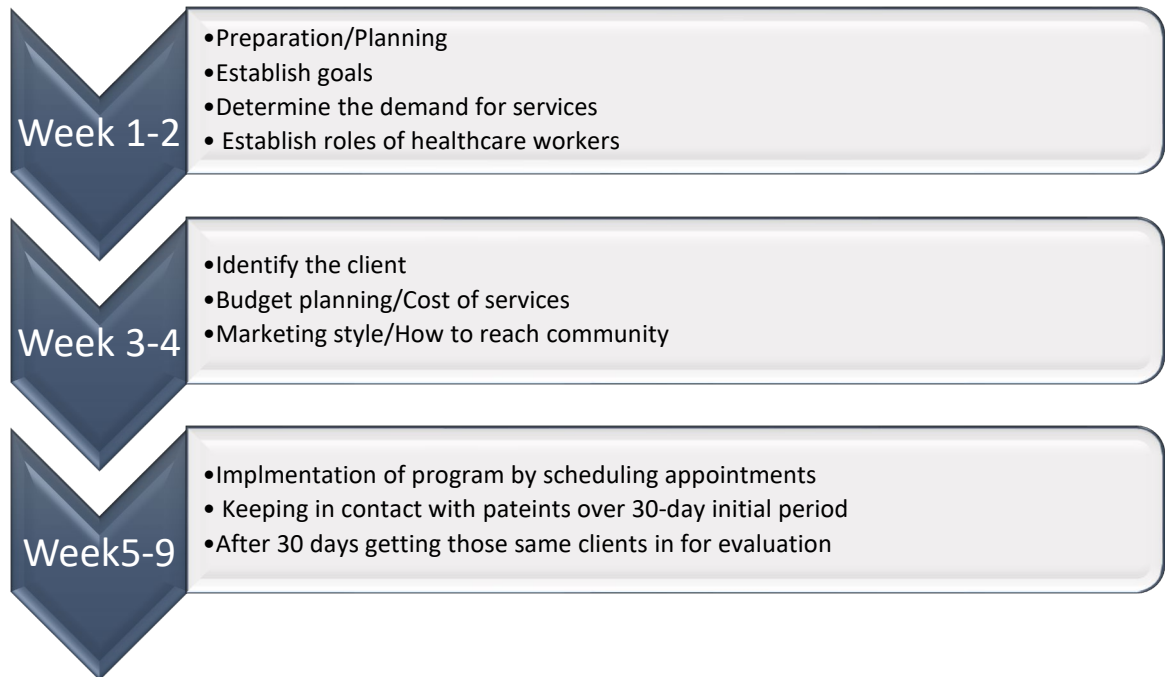 Week 1-2
•Preparation/Planning
•Establish goals
•Determine the demand for services
• Establish roles of healthcare workers
Week 3-4
•Identify the client
•Budget planning/Cost of services
•Marketing style/How to reach community
Week5-9
•Implmentation of program by scheduling appointments
• Keeping in contact with pateints over 30-day initial period
•After 30 days getting those same clients in for evaluation